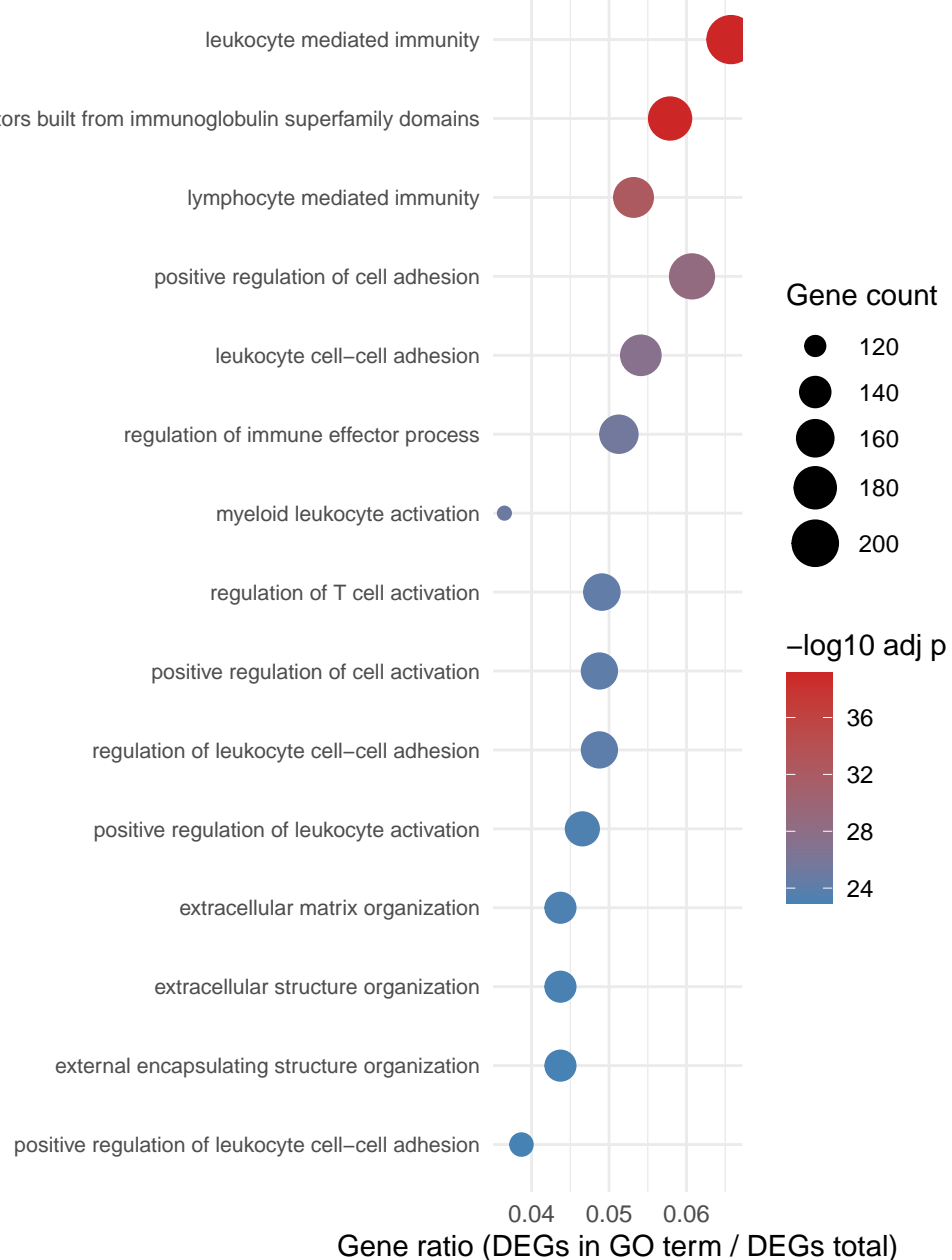 leukocyte mediated immunity
built from immunoglobulin superfamily domains
lymphocyte mediated immunity
positive regulation of cell adhesion
leukocyte cell−cell adhesion
regulation of immune effector process
myeloid leukocyte activation
regulation of T cell activation
positive regulation of cell activation
regulation of leukocyte cell−cell adhesion
positive regulation of leukocyte activation
extracellular matrix organization
extracellular structure organization
external encapsulating structure organization
positive regulation of leukocyte cell−cell adhesion
0.04 0.05 0.06
Gene ratio (DEGs in GO term / DEGs total)
Gene count
120
140
160
180
200
−log10 adj p
36
32
28
24